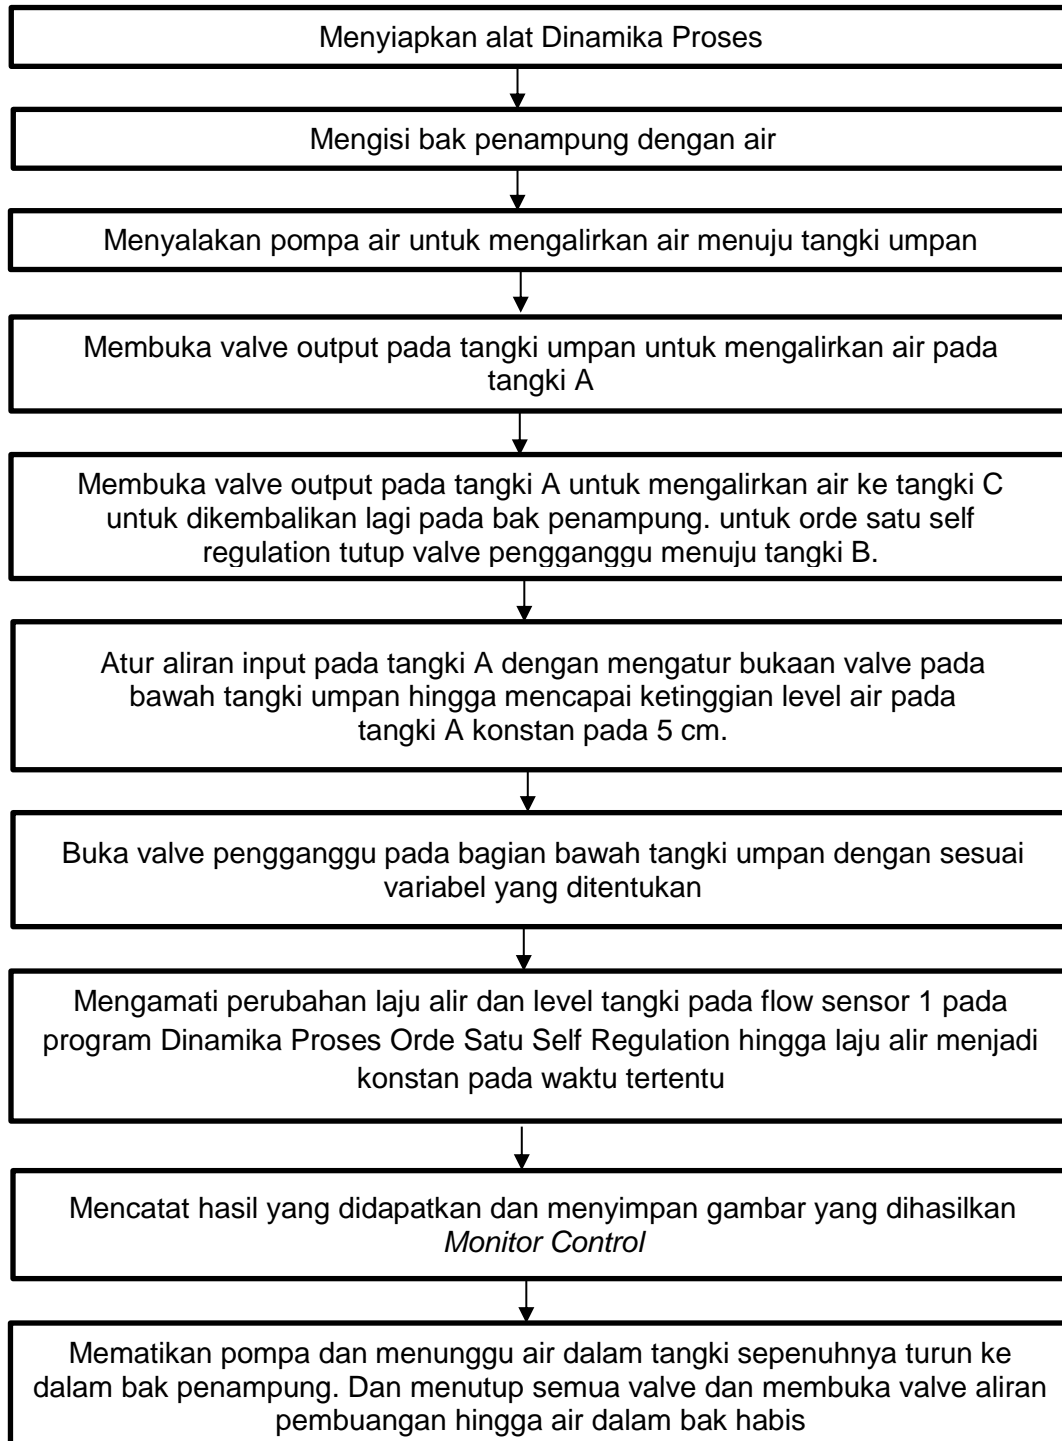 Menyiapkan alat Dinamika Proses
Mengisi bak penampung dengan air
Menyalakan pompa air untuk mengalirkan air menuju tangki umpan
Membuka valve output pada tangki umpan untuk mengalirkan air pada
tangki A
Membuka valve output pada tangki A untuk mengalirkan air ke tangki C
untuk dikembalikan lagi pada bak penampung. untuk orde satu self
regulation tutup valve pengganggu menuju tangki B.
Atur aliran input pada tangki A dengan mengatur bukaan valve pada
bawah tangki umpan hingga mencapai ketinggian level air pada
tangki A konstan pada 5 cm.
Buka valve pengganggu pada bagian bawah tangki umpan dengan sesuai
variabel yang ditentukan
Mengamati perubahan laju alir dan level tangki pada flow sensor 1 pada
program Dinamika Proses Orde Satu Self Regulation hingga laju alir menjadi
konstan pada waktu tertentu
Mencatat hasil yang didapatkan dan menyimpan gambar yang dihasilkan
Monitor Control
Mematikan pompa dan menunggu air dalam tangki sepenuhnya turun ke
dalam bak penampung. Dan menutup semua valve dan membuka valve aliran
pembuangan hingga air dalam bak habis